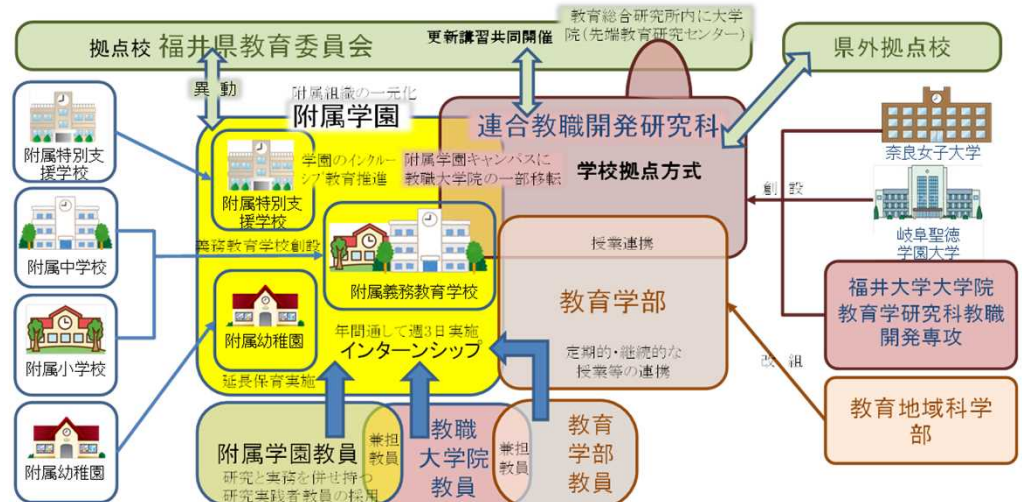 拠点校 福井県教育委員会
更新講習共同開催
教育総合研究所内に大学
院(先端教育研究センター)
県外拠点校
異動
附属組織の一元化
附属学園
連合教職開発研究科
学校拠点方式
附属特別支
援学校
附属中学校
附属小学校
附属幼稚園
学園のインクルー
シブ教育推進
附属特別支
援学校
附属学園キャンパスに
教職大学院の一部移転
義務教育学校創設
附属義務教育学校
附属幼稚園
延長保育実施
年間通して週3日実施
インターンシップ
授業連携
教育学部
定期的・継続的な
授業等の連携
奈良女子大学
創設
岐阜聖徳
学園大学
福井大学大学院
教育学研究科教職
開発専攻
改組
教育地域科学
部
附属学園教員
研究と実務を併せ持つ
研究実践者教員の採用
兼担
教員
教職
大学院
教員
兼担
教員
教育
学部
教員